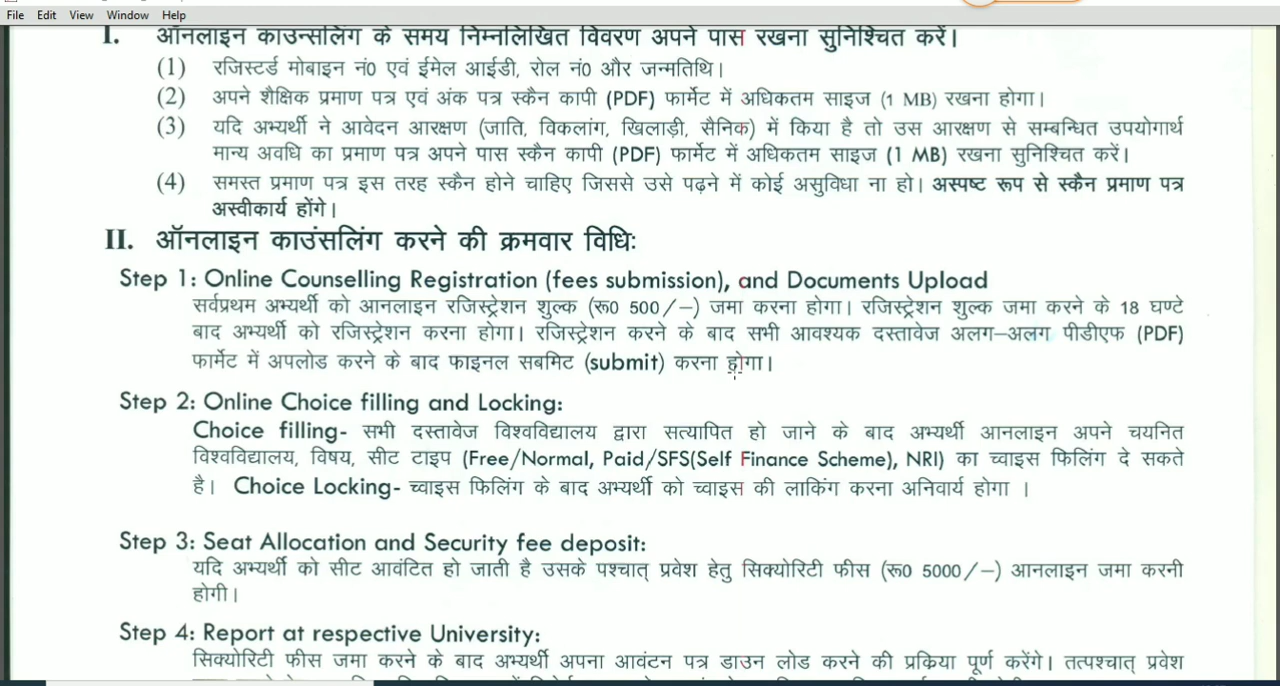 File Edit View Window Help
I. ऑनलाइन काउन्सलिंग के समय निम्नलिखित विवरण अपने पास रखना सुनिश्चित करें।
(1) रजिस्टर्ड मोबाइन नं0 एवं ईमेल आईडी, रोल नं0 और जन्मतिथि।
(2) अपने शैक्षिक प्रमाण पत्र एवं अंक पत्र स्कैन कापी (PDF) फार्मेट में अधिकतम साइज (1 MB) रखना होगा।
(3) यदि अभ्यर्थी ने आवेदन आरक्षण (जाति, विकलांग, खिलाड़ी, सैनिक) में किया है तो उस आरक्षण से सम्बन्धित उपयोगार्थ
मान्य अवधि का प्रमाण पत्र अपने पास स्कैन कापी (PDF) फार्मेट में अधिकतम साइज (1 MB) रखना सुनिश्चित करें।
(4) समस्त प्रमाण पत्र इस तरह स्कैन होने चाहिए जिससे उसे पढ़ने में कोई असुविधा ना हो। अस्पष्ट रूप से स्कैन प्रमाण पत्र
अस्वीकार्य होंगे।
II. ऑनलाइन काउंसलिंग करने की क्रमवार विधिः
Step 1: Online Counselling Registration (fees submission), and Documents Upload
सर्वप्रथम अभ्यर्थी को आनलाइन रजिस्ट्रेशन शुल्क (रू0 500/–) जमा करना होगा। रजिस्ट्रेशन शुल्क जमा करने के 18 घण्टे
बाद अभ्यर्थी को रजिस्ट्रेशन करना होगा। रजिस्ट्रेशन करने के बाद सभी आवश्यक दस्तावेज अलग–अलग पीडीएफ (PDF)
फार्मेट में अपलोड करने के बाद फाइनल सबमिट (submit) करना होगा।
Step 2: Online Choice filling and Locking:
Choice filling- सभी दस्तावेज विश्वविद्यालय द्वारा सत्यापित हो जाने के बाद अभ्यर्थी आनलाइन अपने चयनित
विश्वविद्यालय, विषय, सीट टाइप (Free/Normal, Paid/SFS(Self Finance Scheme), NRI) का च्वाइस फिलिंग दे सकते
है। Choice Locking- च्वाइस फिलिंग के बाद अभ्यर्थी को च्वाइस की लाकिंग करना अनिवार्य होगा ।
Step 3: Seat Allocation and Security fee deposit:
यदि अभ्यर्थी को सीट आवंटित हो जाती है उसके पश्चात् प्रवेश हेतु सिक्योरिटी फीस (रू0 5000/–) आनलाइन जमा करनी
होगी।
Step 4: Report at respective University:
सिक्योरिटी फीस जमा करने के बाद अभ्यर्थी अपना आवंटन पत्र डाउन लोड करने की प्रक्रिया पूर्ण करेंगे। तत्पश्चात् प्रवेश